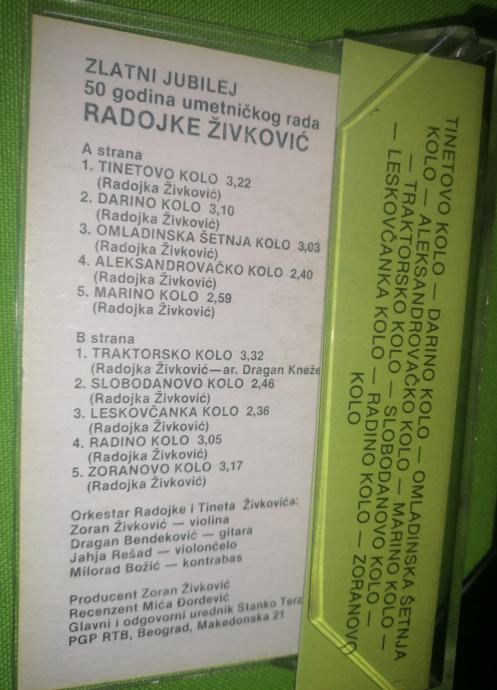 ZLATNI JUBILEJ
50 godina umetničkog rada
RADOJKE ŽIVKOVIĆ
A strana
1. TINETOVO KOLO 3,22
(Radojka Živković)
2. DARINO KOLO 3,10
(Radojka Živković)
3. OMLADINSKA ŠETNJA KOLO 3,03
(Radojka Živković)
4. ALEKSANDROVAČKO KOLO 2,40
(Radojka Živković)
5. MARINO KOLO 2,59
(Radojka Živković)
B strana
1. TRAKTORSKO KOLO 3,32
(Radojka Živković—ar. Dragan Kneže
2. SLOBODANOVO KOLO 2,46
(Radojka Živković)
3. LESKOVČANKA KOLO 2,36
(Radojka Živković)
4. RADINO KOLO 3,05
(Radojka Živković)
5. ZORANOVO KOLO 3,17
(Radojka Živković)
Orkestar Radojke i Tineta Živkovića:
Zoran Živković — violina
Dragan Bendeković — gitara
Jahja Rešad — violončelo
Milorad Božić — kontrabas
Producent Zoran Živković
Recenzent Mića Đorđević
Glavni i odgovorni urednik Stanko Terz
PGP RTB, Beograd, Makedonska 21
TINETOVO KOLO — DARINO KOLO — OMLADINSKA ŠETNJA
KOLO — ALEKSANDROVAČKO KOLO — MARINO KOLO —
— TRAKTORSKO KOLO — SLOBODANOVO KOLO —
— LESKOVČANKA KOLO — RADINO KOLO — ZORANOVO
KOLO